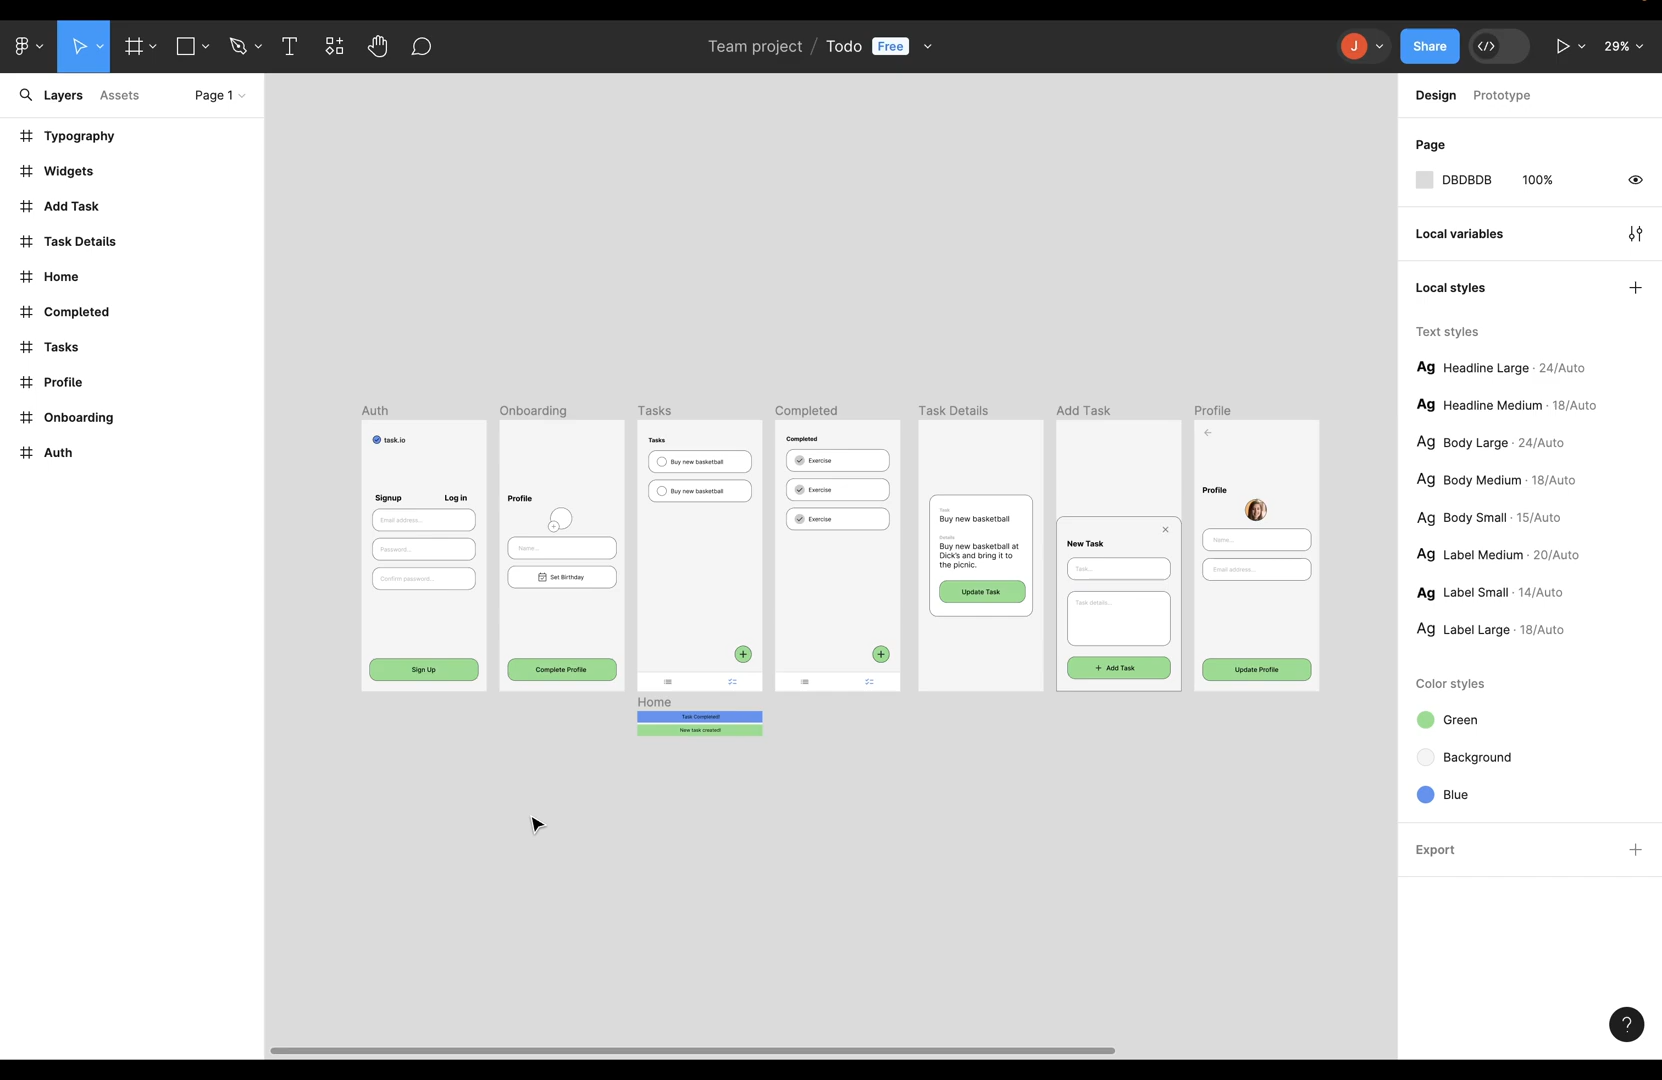 Team project / Todo Free
J
Share
29%
Layers Assets Page 1
Typography
Widgets
Add Task
Task Details
Home
Completed
Tasks
Profile
Onboarding
Auth
Auth
task.io
Signup Log in
Email address...
Password...
Confirm password...
Sign Up
Onboarding
Profile
Name...
Set Birthday
Complete Profile
Tasks
Tasks
Buy new basketball
Buy new basketball
Home
Task Completed!
New task created!
Completed
Completed
Exercise
Exercise
Exercise
Task Details
Task
Buy new basketball
Details
Buy new basketball at
Dick's and bring it to
the picnic.
Update Task
Add Task
New Task
Task...
Task details...
+ Add Task
Profile
Profile
Name...
Email address...
Update Profile
Design Prototype
Page
DBDBDB 100%
Local variables
Local styles
Text styles
Ag Headline Large · 24/Auto
Ag Headline Medium · 18/Auto
Ag Body Large · 24/Auto
Ag Body Medium · 18/Auto
Ag Body Small · 15/Auto
Ag Label Medium · 20/Auto
Ag Label Small · 14/Auto
Ag Label Large · 18/Auto
Color styles
Green
Background
Blue
Export
?